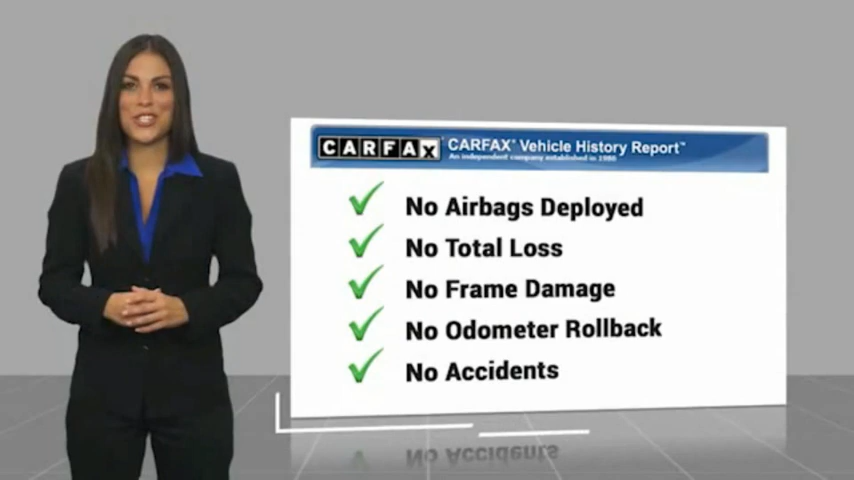 CARFAX CARFAX® Vehicle History Report™
An independent company established in 1986
No Airbags Deployed
No Total Loss
No Frame Damage
No Odometer Rollback
No Accidents
No Accidents